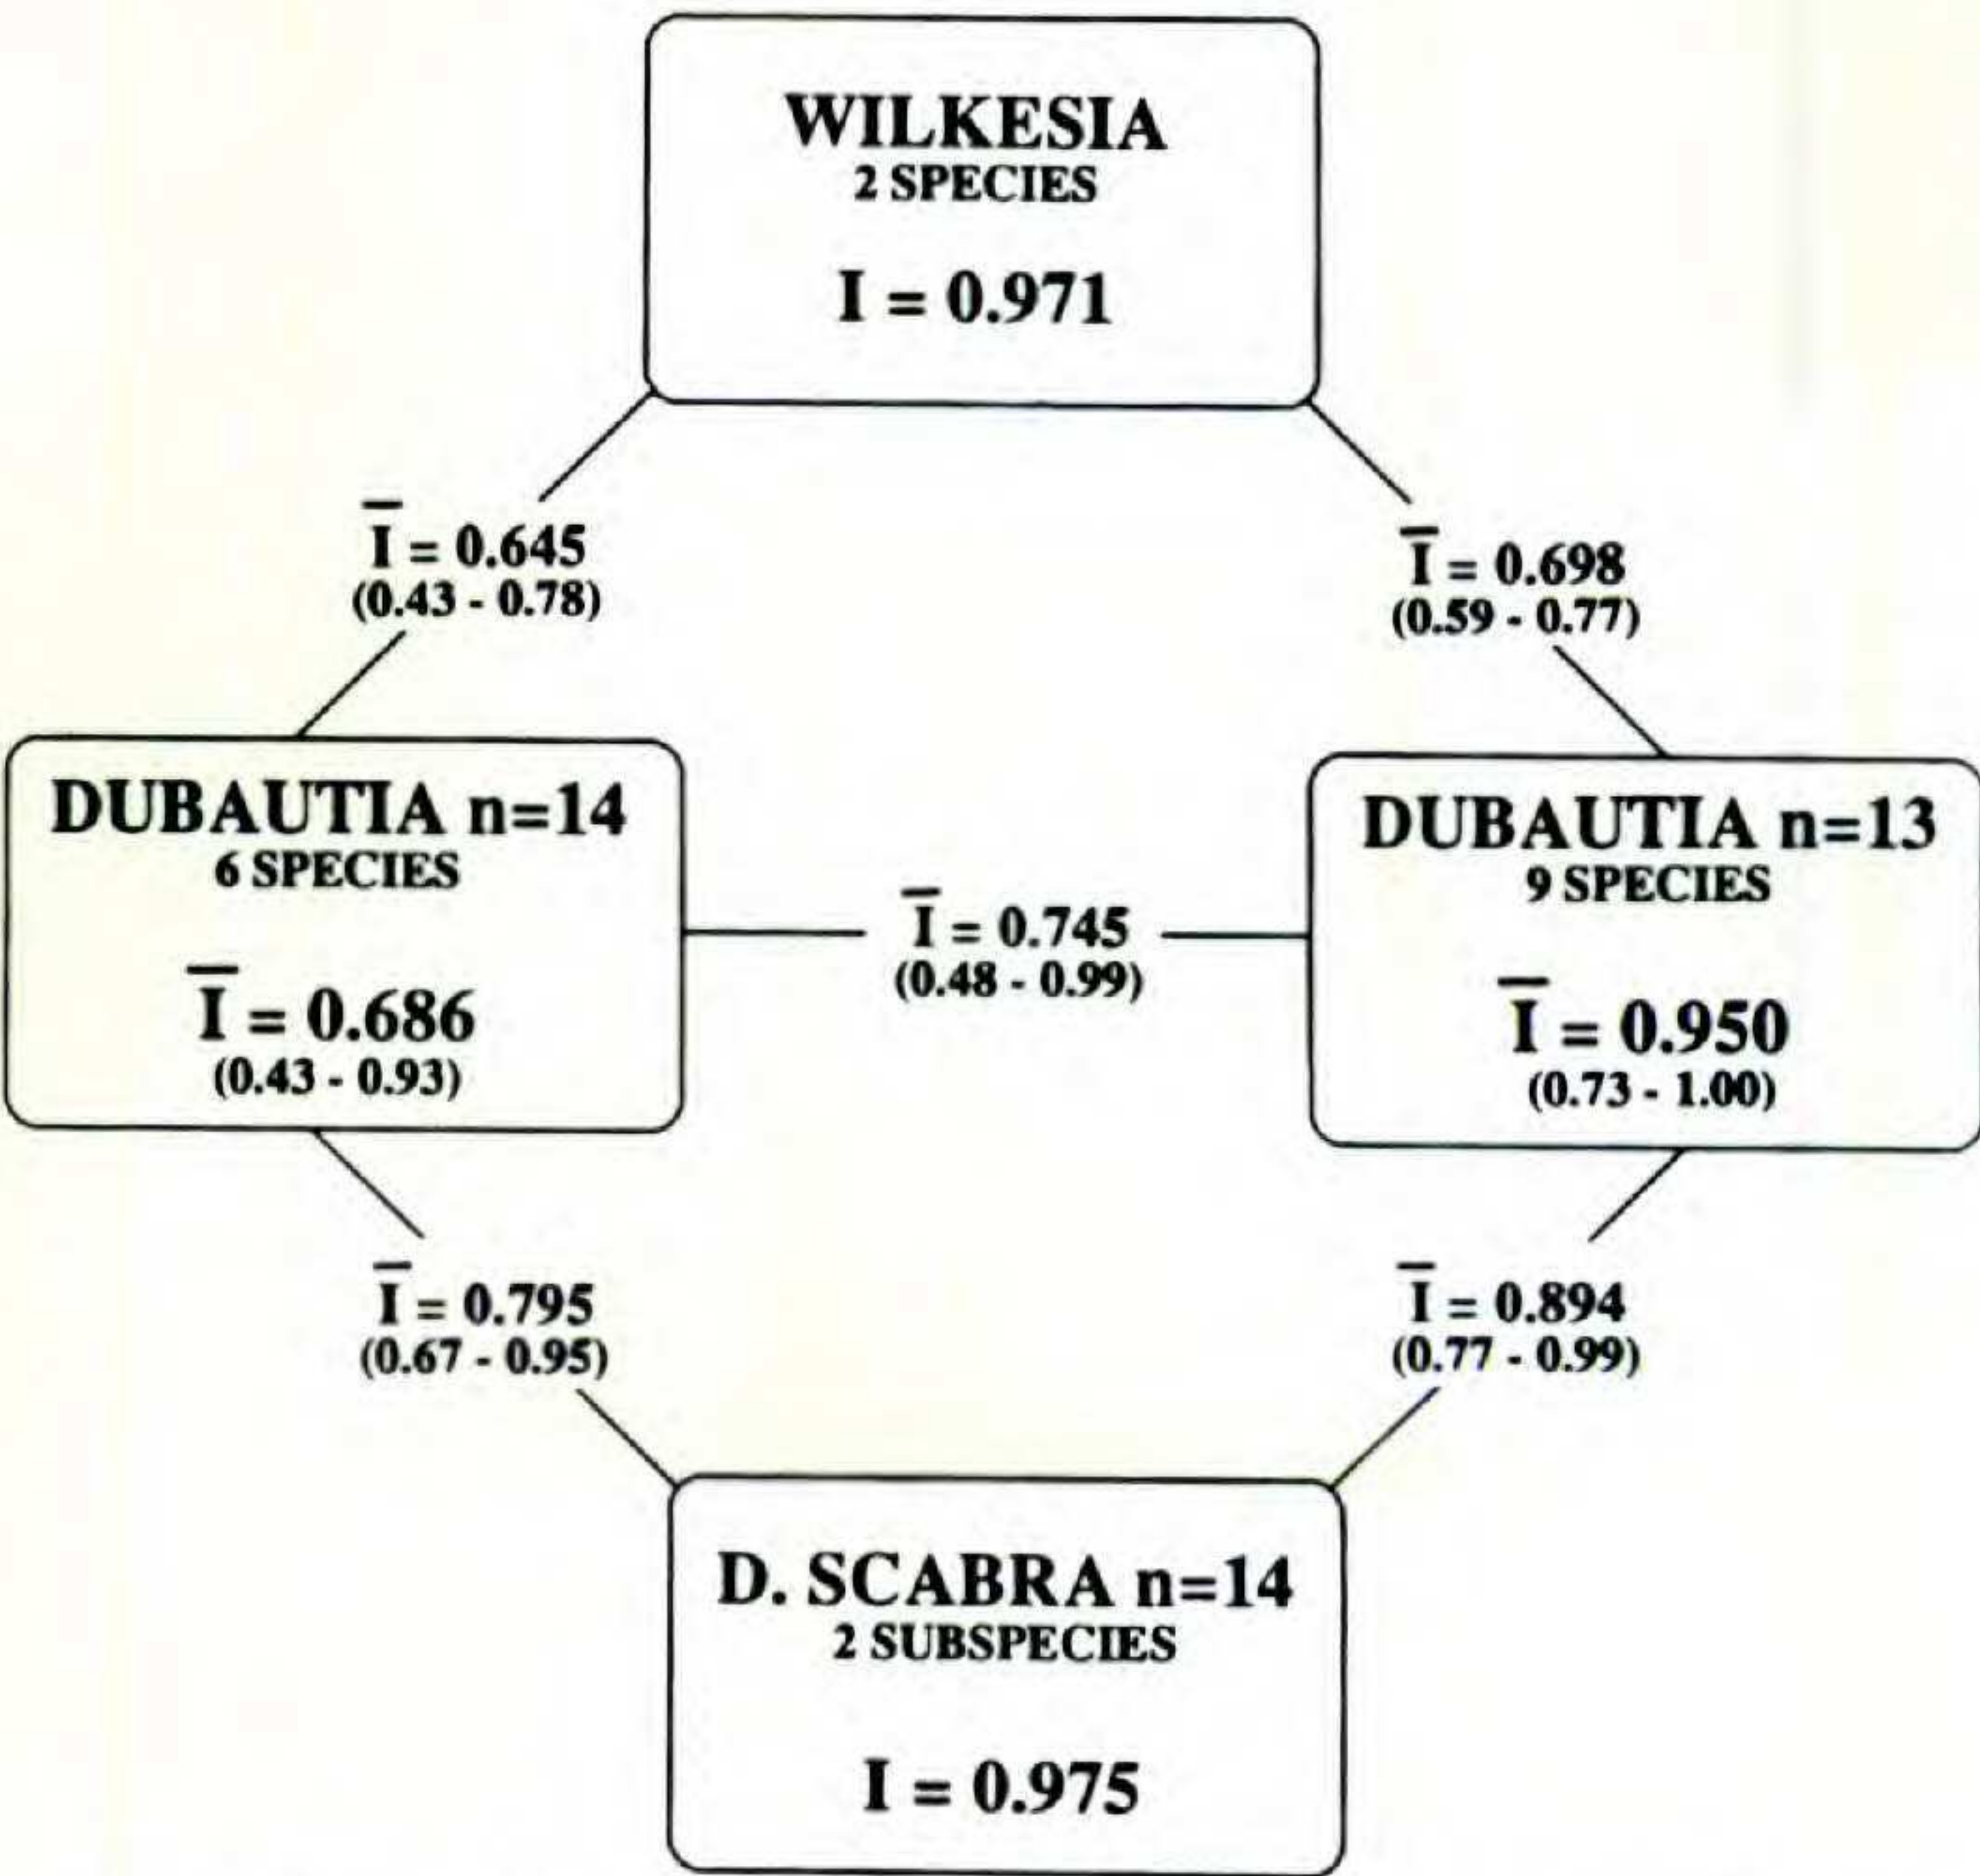 WILKESIA
2 SPECIES
I = 0.971
Ī = 0.645
(0.43 - 0.78)
Ī = 0.698
(0.59 - 0.77)
DUBAUTIA n=14
6 SPECIES
Ī = 0.686
(0.43 - 0.93)
Ī = 0.745
(0.48 - 0.99)
DUBAUTIA n=13
9 SPECIES
Ī = 0.950
(0.73 - 1.00)
Ī = 0.795
(0.67 - 0.95)
Ī = 0.894
(0.77 - 0.99)
D. SCABRA n=14
2 SUBSPECIES
I = 0.975